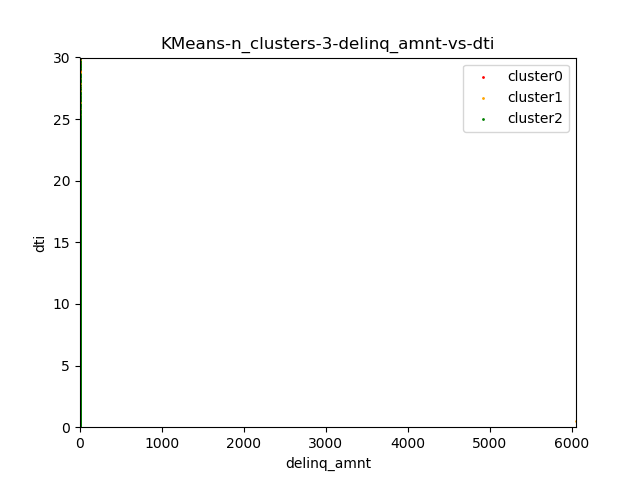 KMeans-n_clusters-3-delinq_amnt-vs-dti
cluster0
cluster1
cluster2
30
25
20
15
10
5
0
dti
0 1000 2000 3000 4000 5000 6000
delinq_amnt